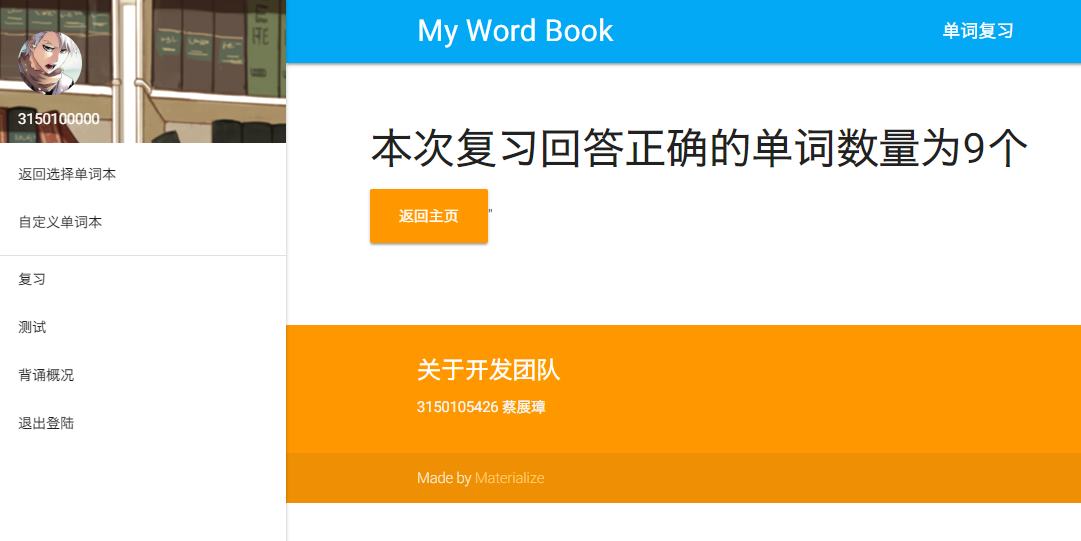 3150100000
返回选择单词本
自定义单词本
复习
测试
背诵概况
退出登陆
My Word Book
单词复习
本次复习回答正确的单词数量为9个
返回主页"
关于开发团队
3150105426 蔡展璋
Made by Materialize